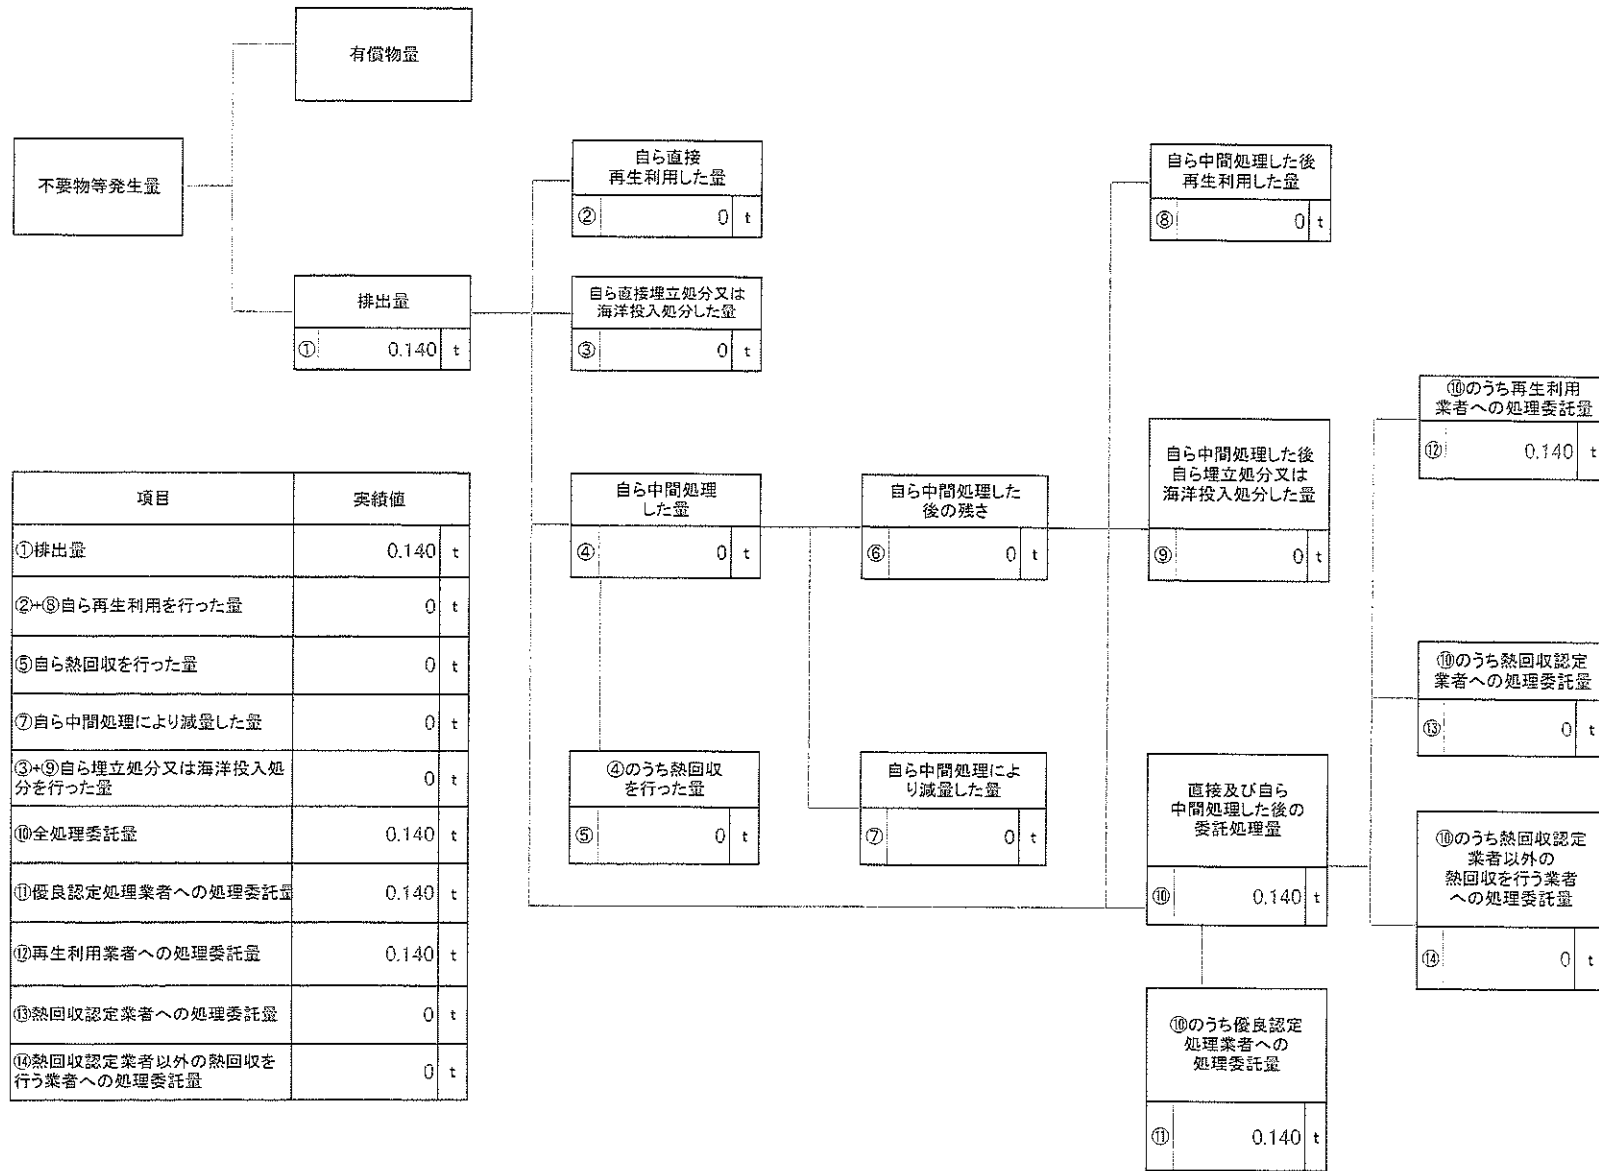 有償物量
不要物等発生量
排出量
① 0.140 t
自ら直接
再生利用した量
② 0 t
自ら直接埋立処分又は
海洋投入処分した量
③ 0 t
自ら中間処理
した量
④ 0 t
④のうち熱回収
を行った量
⑤ 0 t
自ら中間処理した
後の残さ
⑥ 0 t
自ら中間処理によ
り減量した量
⑦ 0 t
自ら中間処理した後
再生利用した量
⑧ 0 t
自ら中間処理した後
自ら埋立処分又は
海洋投入処分した量
⑨ 0 t
直接及び自ら
中間処理した後の
委託処理量
⑩ 0.140 t
⑩のうち優良認定
処理業者への
処理委託量
⑪ 0.140 t
⑩のうち再生利用
業者への処理委託量
⑫ 0.140 t
⑩のうち熱回収認定
業者への処理委託量
⑬ 0 t
⑩のうち熱回収認定
業者以外の
熱回収を行う業者
への処理委託量
⑭ 0 t
項目 実績値
①排出量 0.140 t
②+⑧自ら再生利用を行った量 0 t
⑤自ら熱回収を行った量 0 t
⑦自ら中間処理により減量した量 0 t
③+⑨自ら埋立処分又は海洋投入処
分を行った量 0 t
⑩全処理委託量 0.140 t
⑪優良認定処理業者への処理委託量 0.140 t
⑫再生利用業者への処理委託量 0.140 t
⑬熱回収認定業者への処理委託量 0 t
⑭熱回収認定業者以外の熱回収を
行う業者への処理委託量 0 t